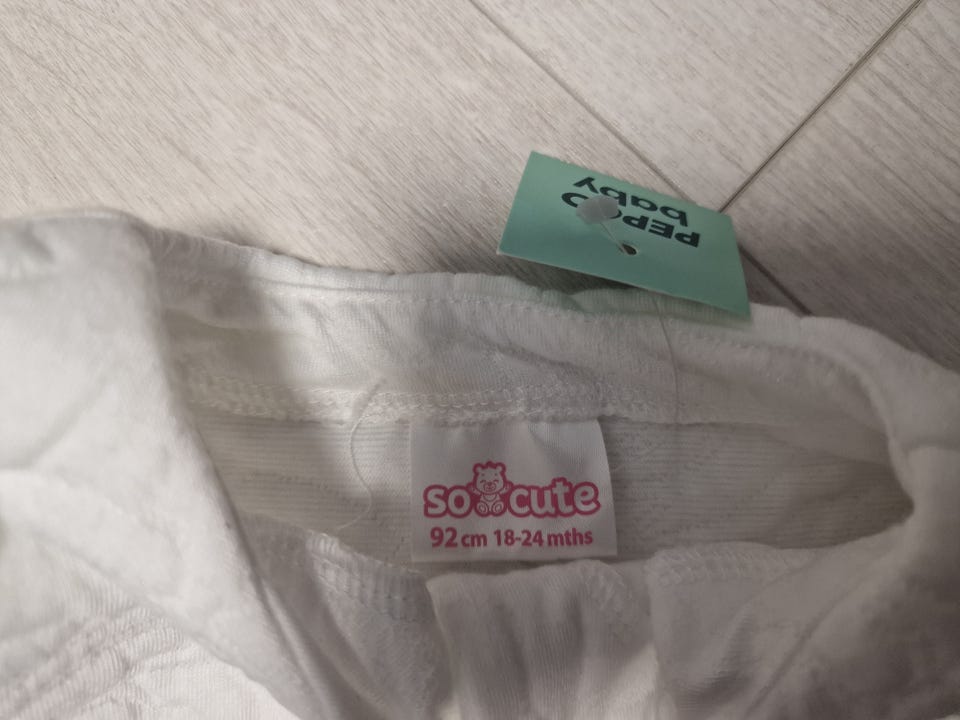 PEPCO
baby
so cute
92 cm 18-24 mths